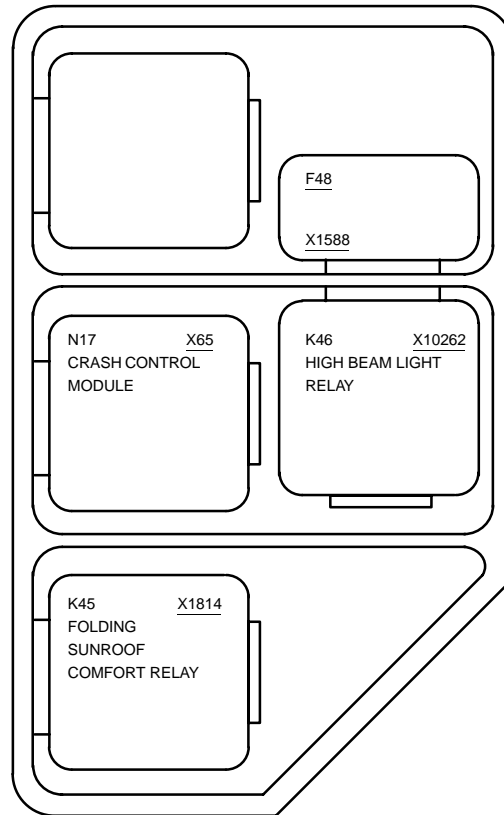 F48
X1588
N17 X65
CRASH CONTROL
MODULE
K46 X10262
HIGH BEAM LIGHT
RELAY
K45 X1814
FOLDING
SUNROOF
COMFORT RELAY